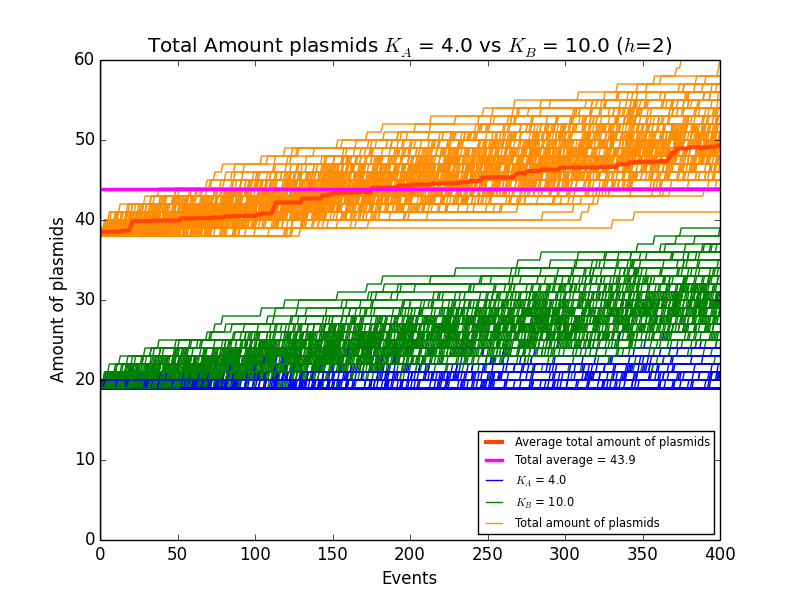 Total Amount plasmids K_A = 4.0 vs K_B = 10.0 (h=2)
60
50
40
30
20
10
0
Amount of plasmids
0 50 100 150 200 250 300 350 400
Events
Average total amount of plasmids
Total average = 43.9
K_A = 4.0
K_B = 10.0
Total amount of plasmids